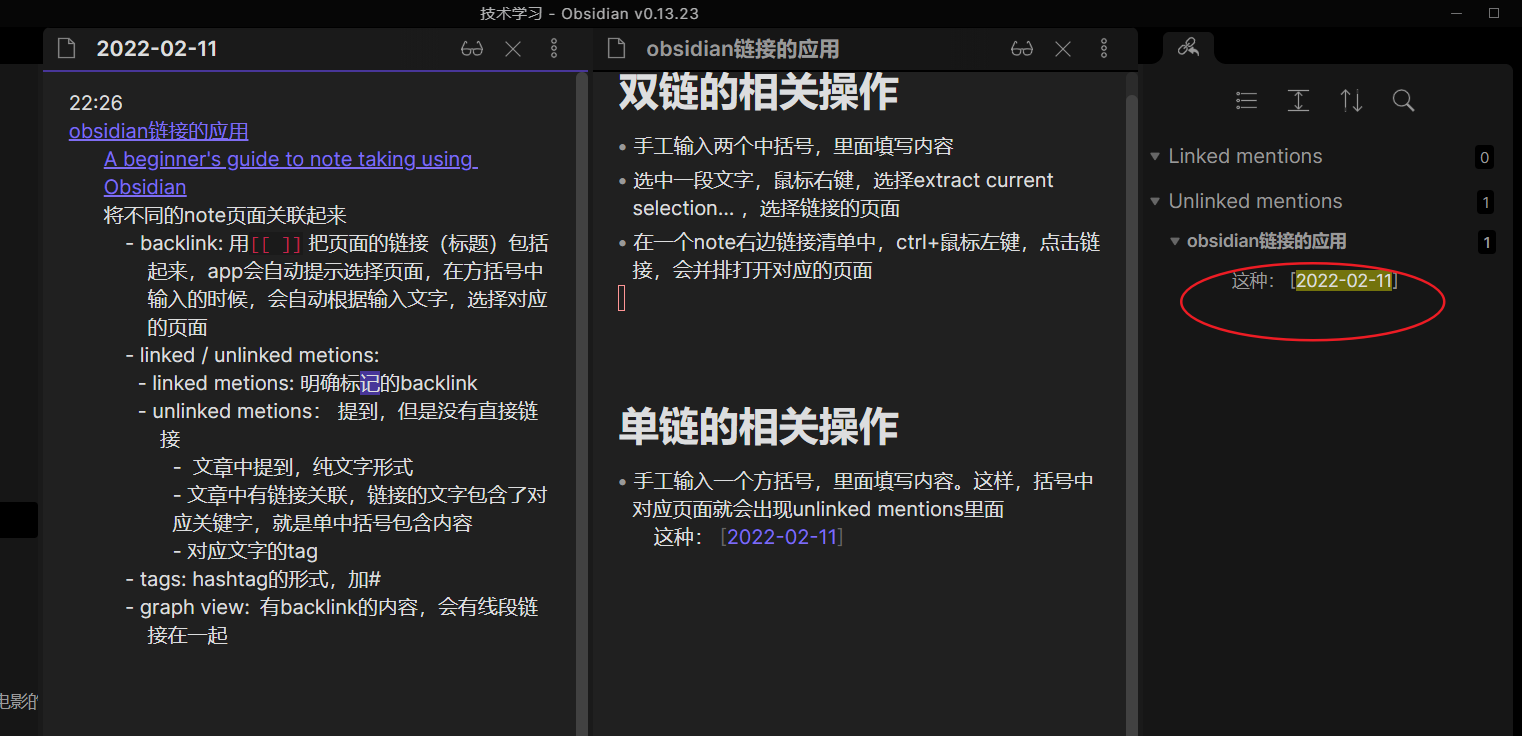 技术学习 - Obsidian v0.13.23
2022-02-11
22:26
obsidian链接的应用
A beginner's guide to note taking using
Obsidian
将不同的note页面关联起来
- backlink: 用[[ ]] 把页面的链接（标题）包括
起来，app会自动提示选择页面，在方括号中
输入的时候，会自动根据输入文字，选择对应
的页面
- linked / unlinked metions:
- linked metions: 明确标记的backlink
- unlinked metions： 提到，但是没有直接链
接
- 文章中提到，纯文字形式
- 文章中有链接关联，链接的文字包含了对
应关键字，就是单中括号包含内容
- 对应文字的tag
- tags: hashtag的形式，加#
- graph view: 有backlink的内容，会有线段链
接在一起
obsidian链接的应用
双链的相关操作
• 手工输入两个中括号，里面填写内容
• 选中一段文字，鼠标右键，选择extract current
selection... ，选择链接的页面
• 在一个note右边链接清单中，ctrl+鼠标左键，点击链
接，会并排打开对应的页面
单链的相关操作
• 手工输入一个方括号，里面填写内容。这样，括号中
对应页面就会出现unlinked mentions里面
这种： [2022-02-11]
Linked mentions 0
Unlinked mentions 1
obsidian链接的应用 1
这种： [2022-02-11]
电影的